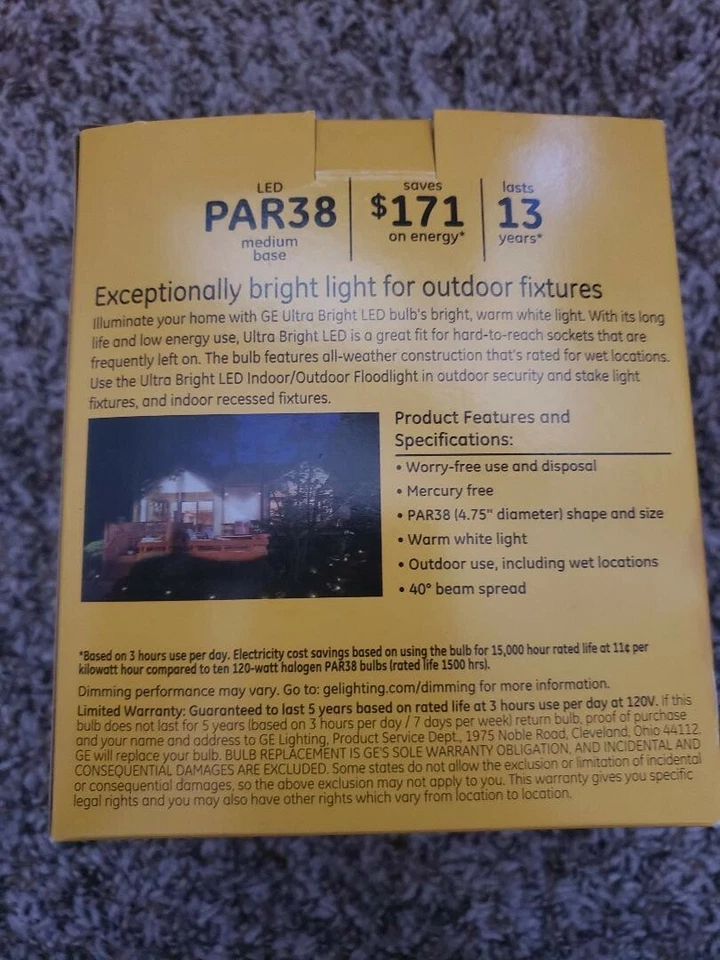 LED
PAR38
medium
base
saves
$171
on energy*
lasts
13
years*
Exceptionally bright light for outdoor fixtures
Illuminate your home with GE Ultra Bright LED bulb's bright, warm white light. With its long
life and low energy use, Ultra Bright LED is a great fit for hard-to-reach sockets that are
frequently left on. The bulb features all-weather construction that's rated for wet locations.
Use the Ultra Bright LED Indoor/Outdoor Floodlight in outdoor security and stake light
fixtures, and indoor recessed fixtures.
Product Features and
Specifications:
• Worry-free use and disposal
• Mercury free
• PAR38 (4.75" diameter) shape and size
• Warm white light
• Outdoor use, including wet locations
• 40° beam spread
*Based on 3 hours use per day. Electricity cost savings based on using the bulb for 15,000 hour rated life at 11¢ per
kilowatt hour compared to ten 120-watt halogen PAR38 bulbs (rated life 1500 hrs).
Dimming performance may vary. Go to: gelighting.com/dimming for more information.
Limited Warranty: Guaranteed to last 5 years based on rated life at 3 hours use per day at 120V. If this
bulb does not last for 5 years (based on 3 hours per day / 7 days per week) return bulb, proof of purchase
and your name and address to GE Lighting, Product Service Dept., 1975 Noble Road, Cleveland, Ohio 44112.
GE will replace your bulb. BULB REPLACEMENT IS GE'S SOLE WARRANTY OBLIGATION, AND INCIDENTAL AND
CONSEQUENTIAL DAMAGES ARE EXCLUDED. Some states do not allow the exclusion or limitation of incidental
or consequential damages, so the above exclusion may not apply to you. This warranty gives you specific
legal rights and you may also have other rights which vary from location to location.